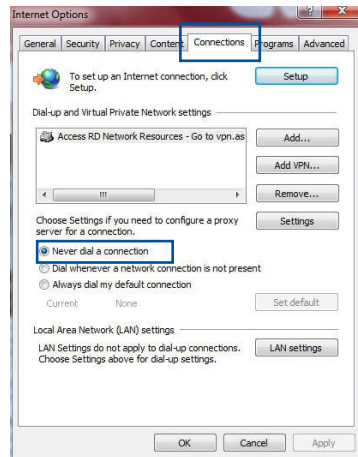 Internet Options
General Security Privacy Content Connections Programs Advanced
To set up an Internet connection, click
Setup.
Setup
Dial-up and Virtual Private Network settings
Access RD Network Resources - Go to vpn.as
Add...
Add VPN...
Remove...
Choose Settings if you need to configure a proxy
server for a connection.
Settings
Never dial a connection
Dial whenever a network connection is not present
Always dial my default connection
Current None
Set default
Local Area Network (LAN) settings
LAN Settings do not apply to dial-up connections.
Choose Settings above for dial-up settings.
LAN settings
OK Cancel Apply